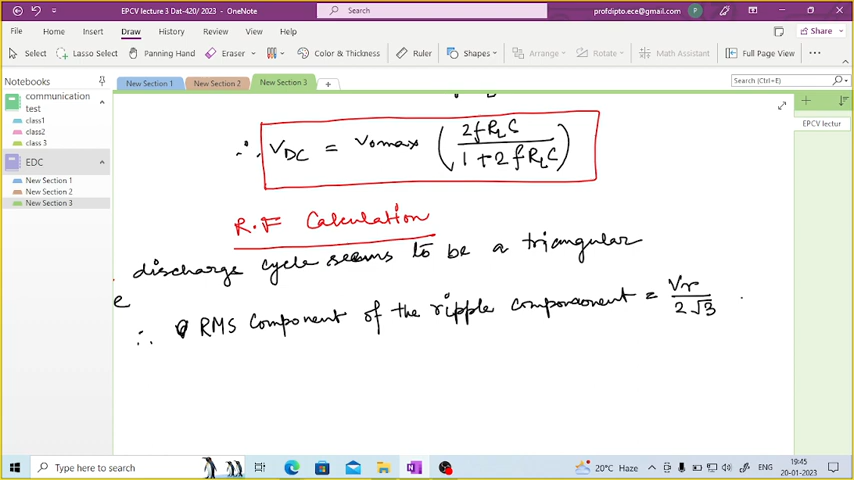 EPCV lecture 3 Dat-420/ 2023 - OneNote
Search
profdipto.ece@gmail.com
P
File Home Insert Draw History Review View Help
Share
Select Lasso Select Panning Hand Eraser Color & Thickness Ruler Shapes Arrange Rotate Math Assistant Full Page View
Notebooks
New Section 1 New Section 2 New Section 3 +
Search (Ctrl+E)
communication
test
class1
class2
class 3
EDC
New Section 1
New Section 2
New Section 3
EPCV lectur
∴ VDC = Vomax ( 2fRLC / 1+2fRLC )
R.F Calculation
discharge cycle seems to be a triangular
e
∴ RMS Component of the ripple componaonent = Vr / 2√3
Type here to search
20°C Haze
ENG
19:45
20-01-2023